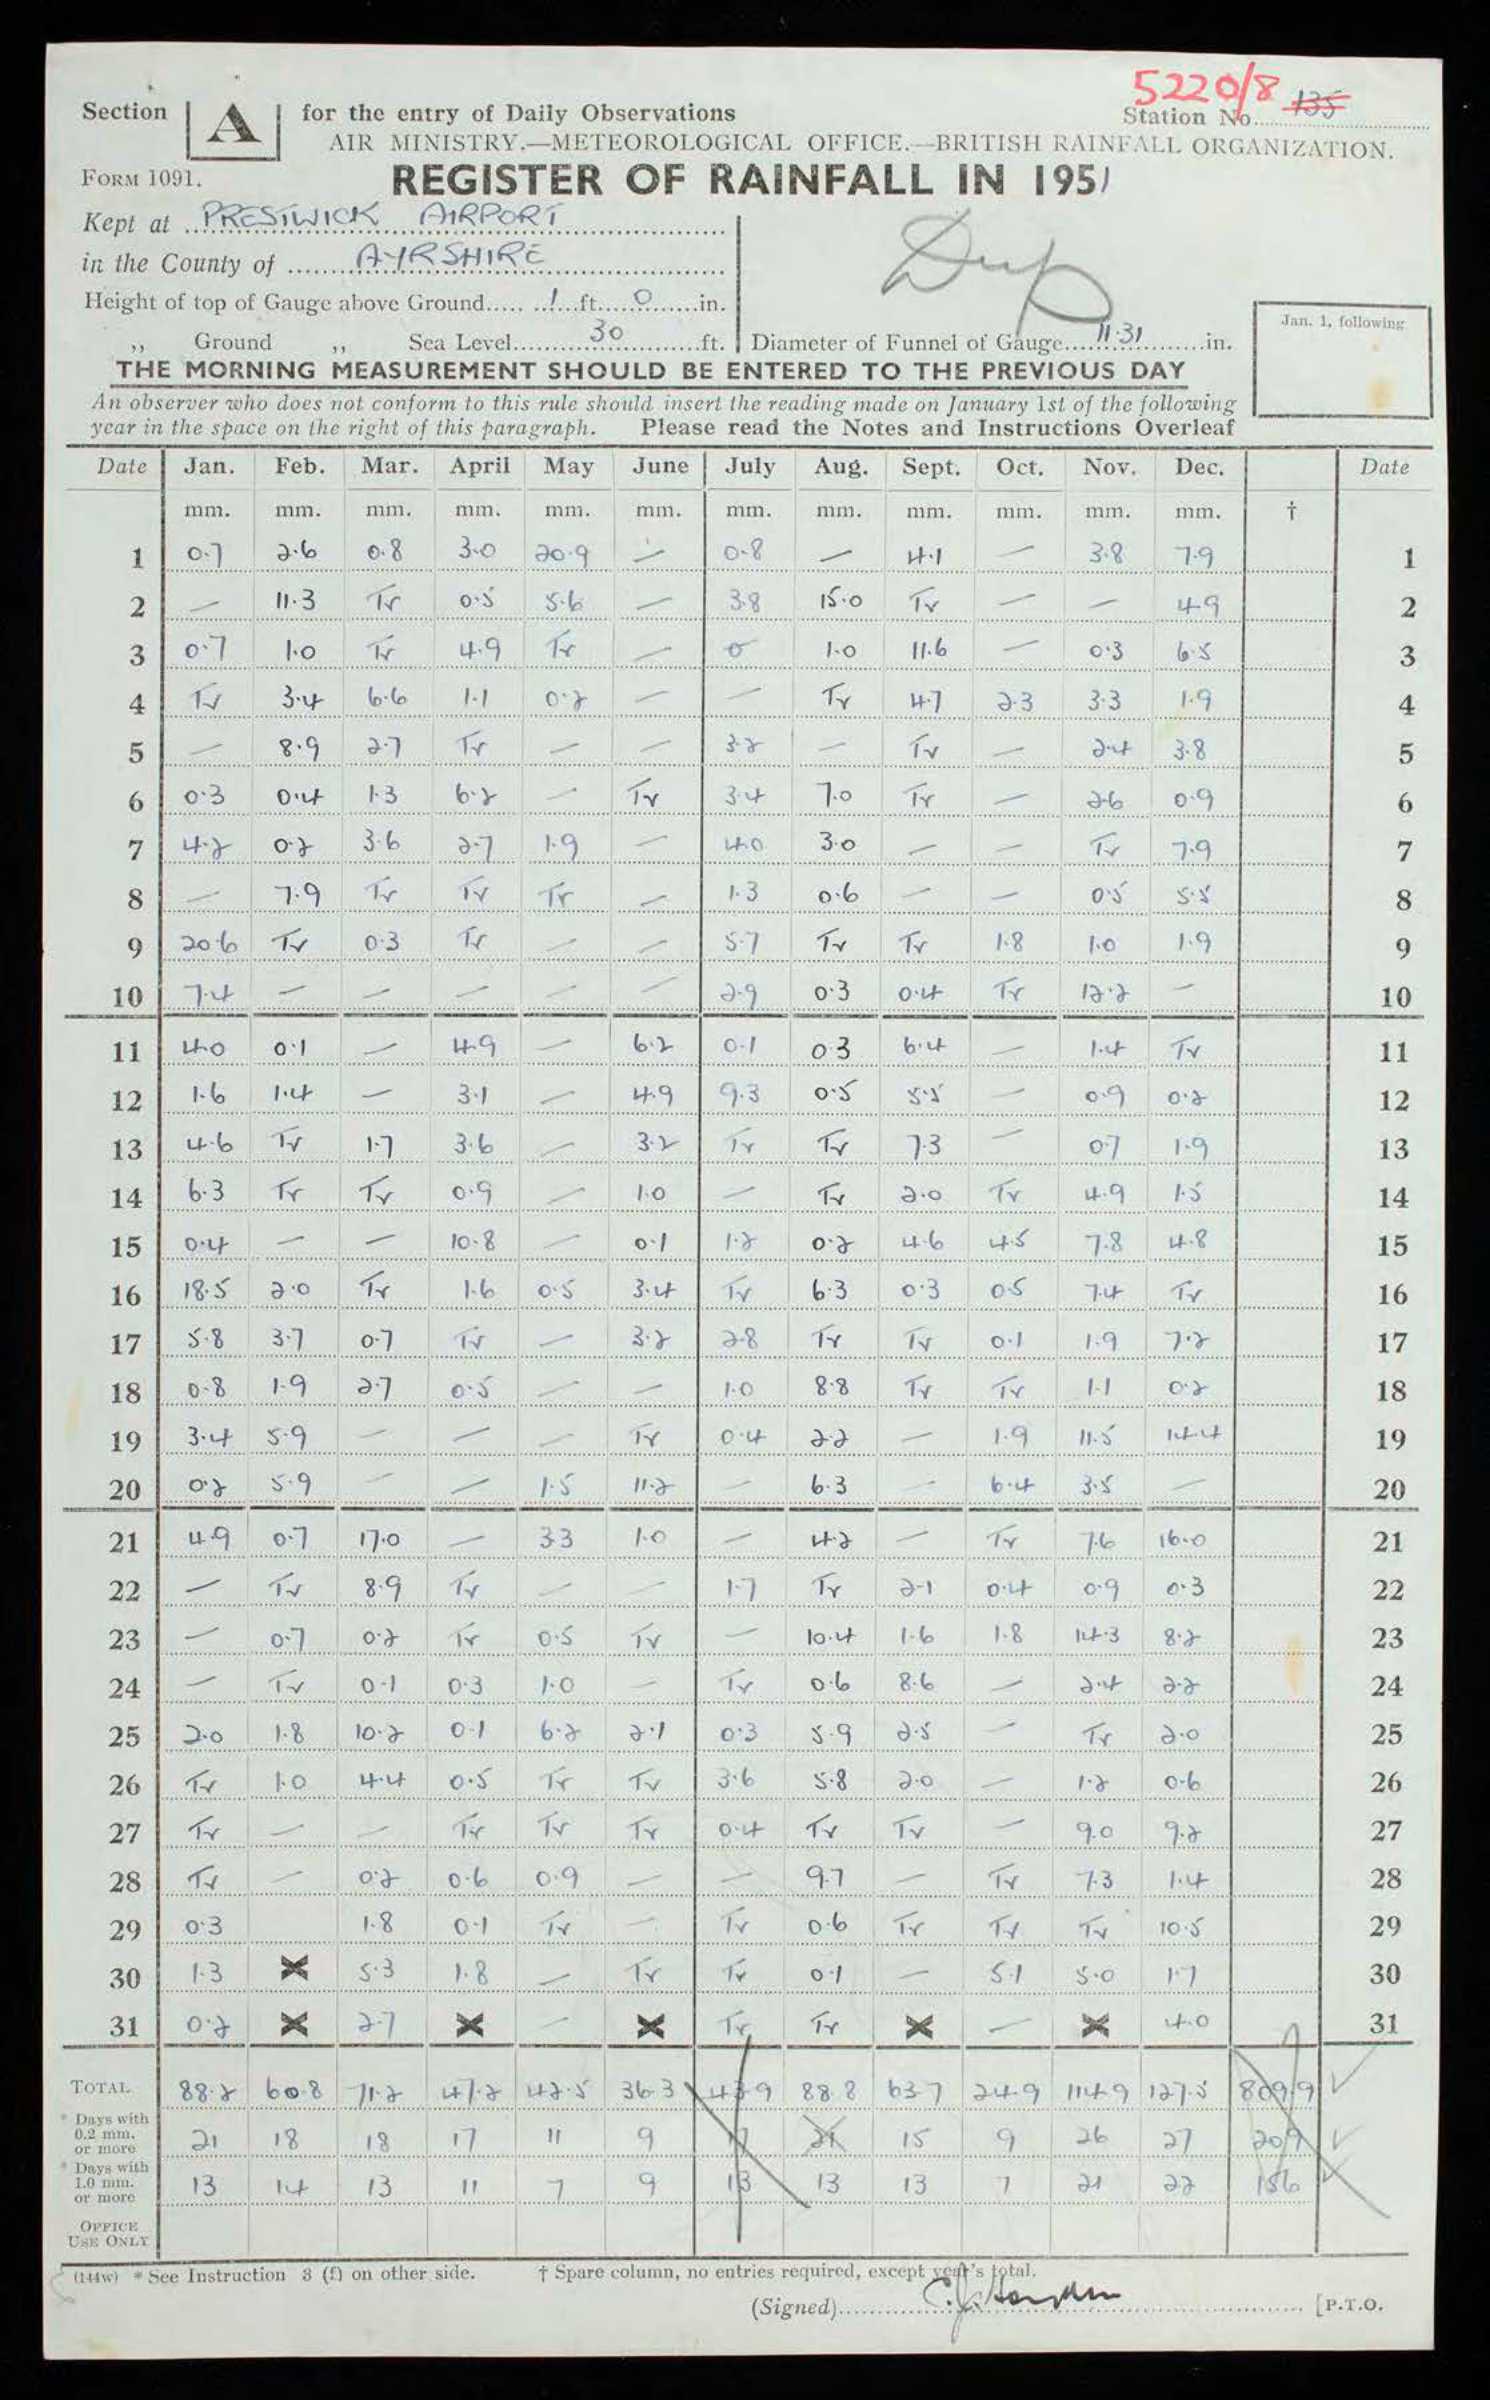 5220/8
Section A for the entry of Daily Observations Station No. 135
AIR MINISTRY.—METEOROLOGICAL OFFICE.—BRITISH RAINFALL ORGANIZATION.
FORM 1091. REGISTER OF RAINFALL IN 1951
Kept at PRESTWICK AIRPORT
in the County of AYRSHIRE
Dup
Height of top of Gauge above Ground 1 ft. 0 in.
Jan. 1, following
,, Ground ,, Sea Level 30 ft. Diameter of Funnel of Gauge 11.31 in.
THE MORNING MEASUREMENT SHOULD BE ENTERED TO THE PREVIOUS DAY
An observer who does not conform to this rule should insert the reading made on January 1st of the following
year in the space on the right of this paragraph. Please read the Notes and Instructions Overleaf
Date Jan. Feb. Mar. April May June July Aug. Sept. Oct. Nov. Dec. Date
mm. mm. mm. mm. mm. mm. mm. mm. mm. mm. mm. mm. †
1 0.7 2.6 0.8 3.0 20.9 — 0.8 — 4.1 — 3.8 7.9 1
2 — 11.3 Tr 0.5 5.6 — 3.8 15.0 Tr — — 4.9 2
3 0.7 1.0 Tr 4.9 Tr — 0 1.0 11.6 — 0.3 6.5 3
4 Tr 3.4 6.6 1.1 0.2 — — Tr 4.7 2.3 3.3 1.9 4
5 — 8.9 2.7 Tr — — 3.2 — Tr — 2.4 3.8 5
6 0.3 0.4 1.3 6.2 — Tr 3.4 7.0 Tr — 2.6 0.9 6
7 4.2 0.2 3.6 2.7 1.9 — 4.0 3.0 — — Tr 7.9 7
8 — 7.9 Tr Tr Tr — 1.3 0.6 — — 0.5 5.5 8
9 20.6 Tr 0.3 Tr — — 5.7 Tr Tr 1.8 1.0 1.9 9
10 7.4 — — — — — 2.9 0.3 0.4 Tr 12.2 — 10
11 4.0 0.1 — 4.9 — 6.2 0.1 0.3 6.4 — 1.4 Tr 11
12 1.6 1.4 — 3.1 — 4.9 9.3 0.5 5.5 — 0.9 0.2 12
13 4.6 Tr 1.7 3.6 — 3.2 Tr Tr 7.3 — 0.7 1.9 13
14 6.3 Tr Tr 0.9 — 1.0 — Tr 2.0 Tr 4.9 1.5 14
15 0.4 — — 10.8 — 0.1 1.2 0.2 4.6 4.5 7.8 4.8 15
16 18.5 2.0 Tr 1.6 0.5 3.4 Tr 6.3 0.3 0.5 7.4 Tr 16
17 5.8 3.7 0.7 Tr — 3.2 2.8 Tr Tr 0.1 1.9 7.2 17
18 0.8 1.9 2.7 0.5 — — 1.0 8.8 Tr Tr 1.1 0.2 18
19 3.4 5.9 — — — Tr 0.4 2.2 — 1.9 11.5 14.4 19
20 0.2 5.9 — — 1.5 11.2 — 6.3 — 6.4 3.5 — 20
21 4.9 0.7 17.0 — 3.3 1.0 — 4.2 — Tr 7.6 16.0 21
22 — Tr 8.9 Tr — — 1.7 Tr 2.1 0.4 0.9 0.3 22
23 — 0.7 0.2 Tr 0.5 Tr — 10.4 1.6 1.8 14.3 8.2 23
24 — Tr 0.1 0.3 1.0 — Tr 0.6 8.6 — 2.4 2.2 24
25 2.0 1.8 10.2 0.1 6.2 2.1 0.3 5.9 2.5 — Tr 2.0 25
26 Tr 1.0 4.4 0.5 Tr Tr 3.6 5.8 2.0 — 1.2 0.6 26
27 Tr — — Tr Tr Tr 0.4 Tr Tr — 9.0 9.2 27
28 Tr — 0.2 0.6 0.9 — — 9.7 — Tr 7.3 1.4 28
29 0.3 1.8 0.1 Tr — Tr 0.6 Tr Tr Tr 10.5 29
30 1.3 X 5.3 1.8 — Tr Tr 0.1 — 5.1 5.0 1.7 30
31 0.2 X 2.7 X — X Tr Tr X — X 4.0 31
TOTAL 88.2 60.8 71.2 47.2 42.5 36.3 43.9 88.8 63.7 24.9 114.9 127.5 809.9
* Days with 0.2 mm. or more 21 18 18 17 11 9 17 21 15 9 26 27 209
* Days with 1.0 mm. or more 13 14 13 11 7 9 13 13 13 7 21 22 156
OFFICE USE ONLY
(144w) * See Instruction 3 (f) on other side. † Spare column, no entries required, except year's total.
(Signed) [P.T.O.